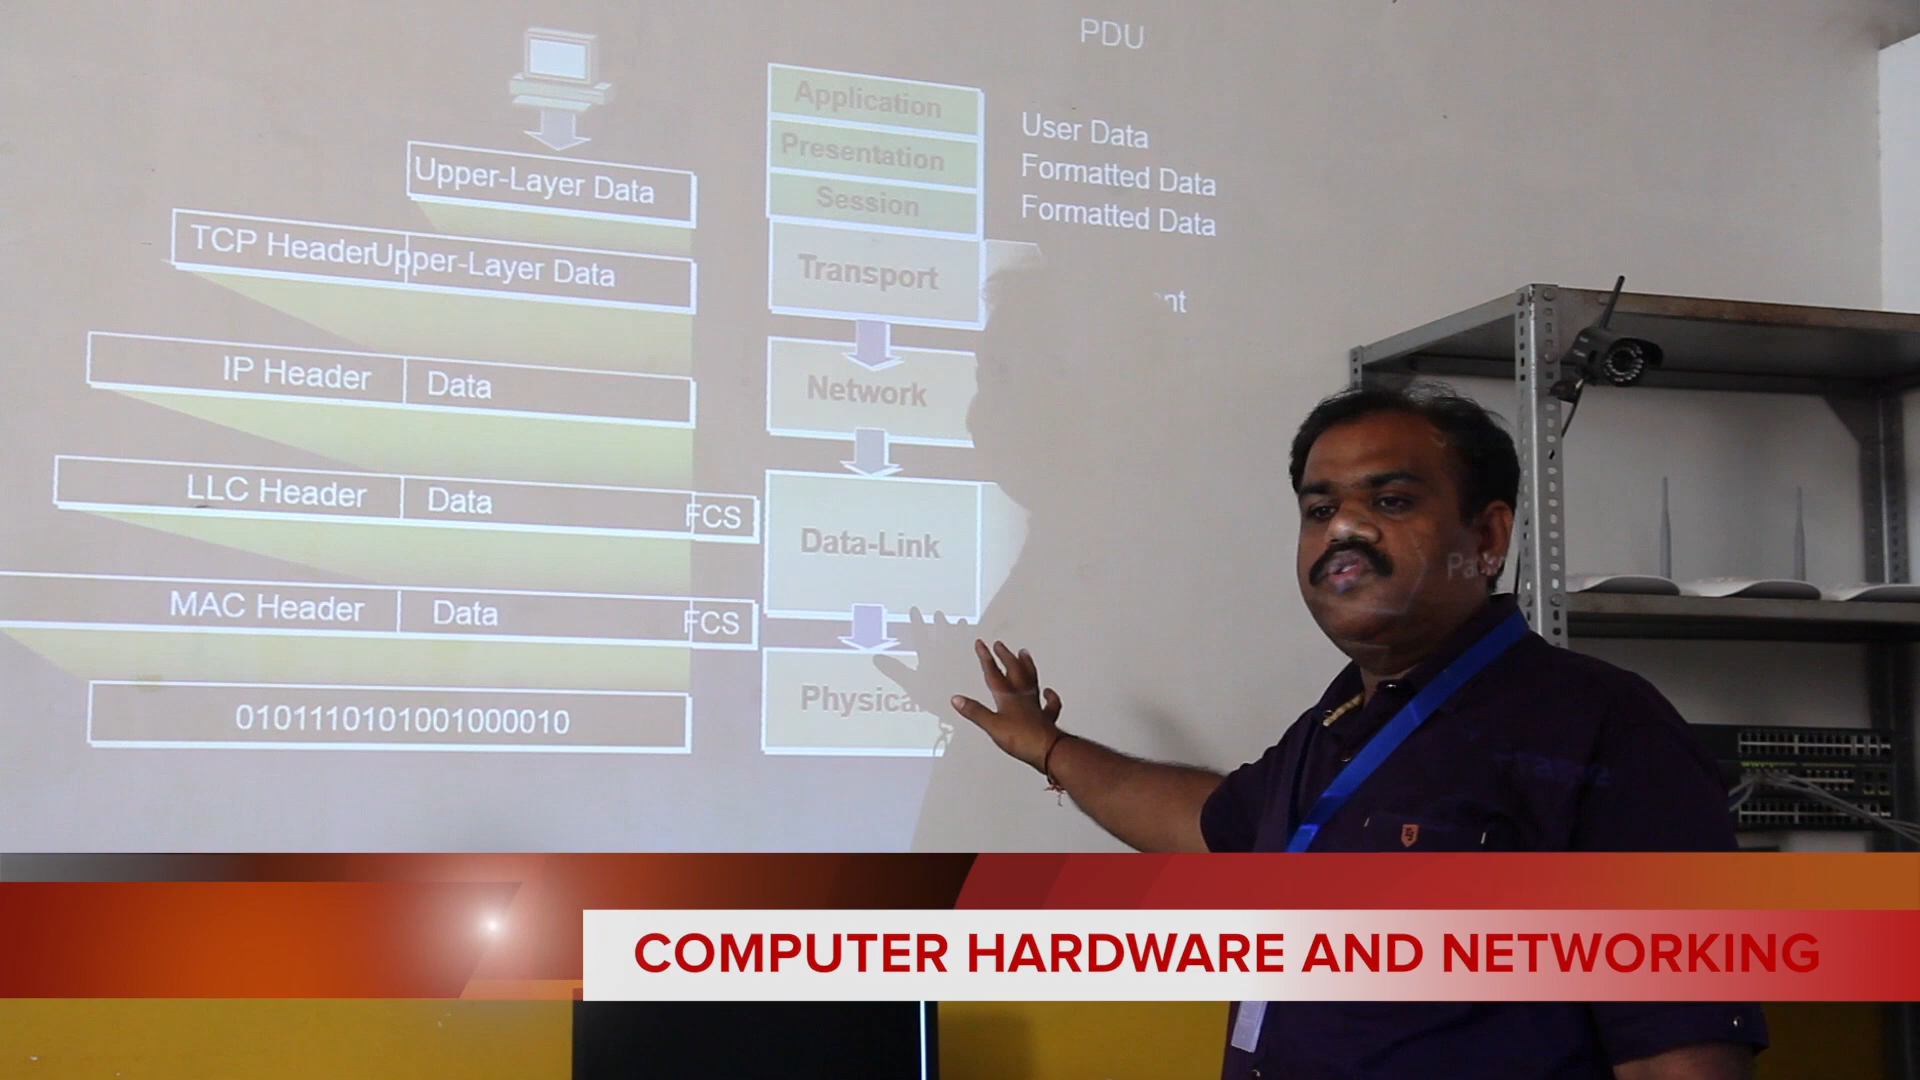 PDU
Application
User Data
Presentation
Formatted Data
Session
Formatted Data
Upper-Layer Data
TCP Header Upper-Layer Data
Transport
nt
IP Header Data
Network
LLC Header Data FCS
Data-Link
MAC Header Data FCS
Physica
0101110101001000010
COMPUTER HARDWARE AND NETWORKING